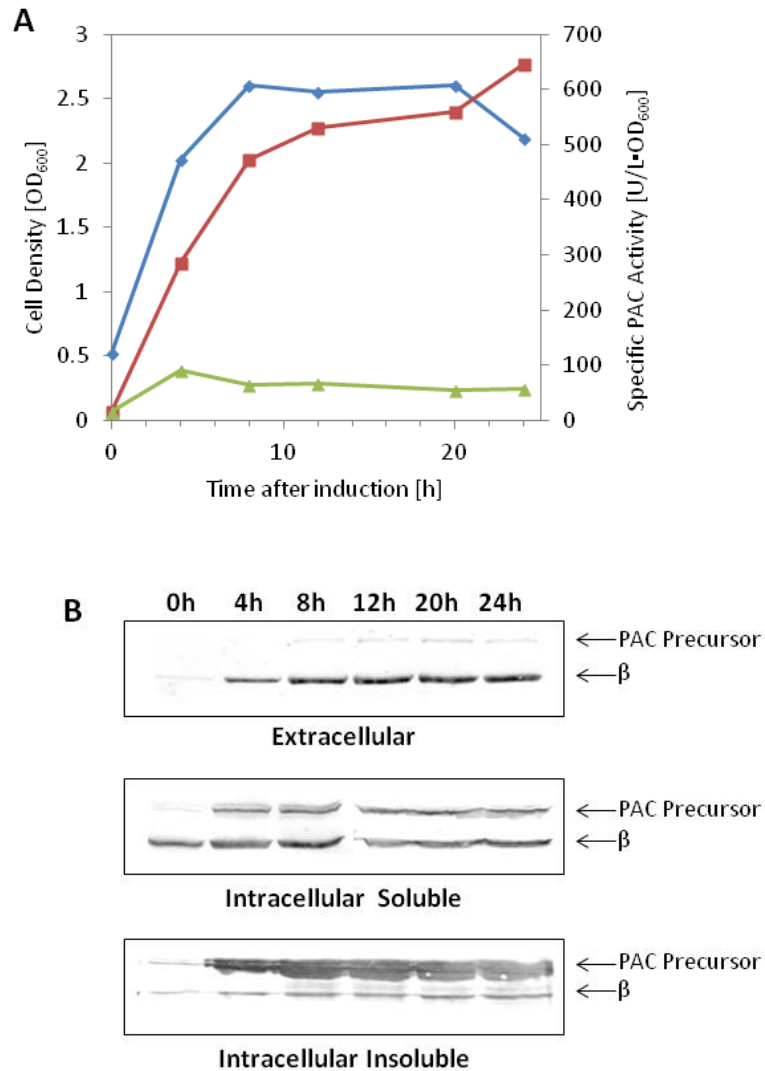 A
3
2.5
2
1.5
1
0.5
0
Cell Density [OD600]
700
600
500
400
300
200
100
0
Specific PAC Activity [U/L•OD600]
0
10
20
Time after induction [h]
B
0h 4h 8h 12h 20h 24h
PAC Precursor
β
Extracellular
PAC Precursor
β
Intracellular Soluble
PAC Precursor
β
Intracellular Insoluble